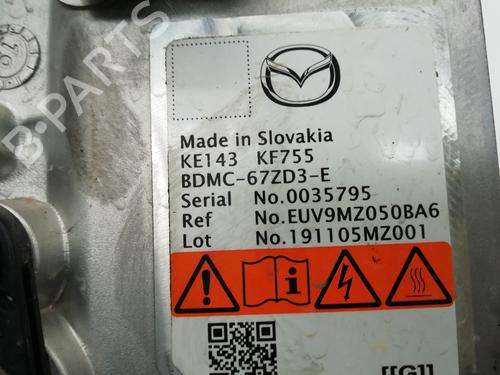 B-PARTS
Made in Slovakia
KE143 KF755
BDMC-67ZD3-E
Serial No.0035795
Ref No.EUV9MZ050BA6
Lot No.191105MZ001
[[G]]